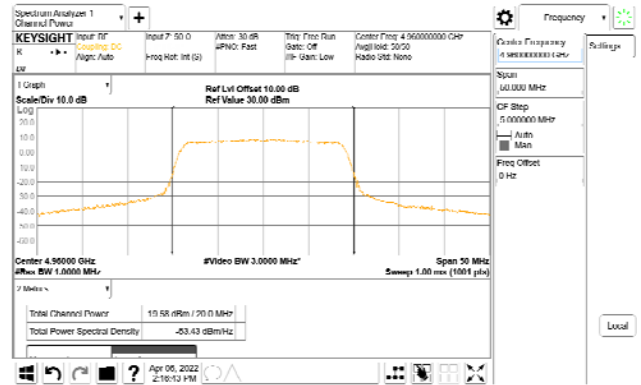 Spectrum Analyzer 1
Channel Power
+
Frequency
KEYSIGHT
Input: RF
Coupling: DC
Align: Auto
Input Z: 50 Ω
Freq Ref: Int (S)
Atten: 30 dB
#PNO: Fast
Trig: Free Run
Gate: Off
#IF Gain: Low
Center Freq: 4.960000000 GHz
Avg|Hold: 50/50
Radio Std: None
Center Frequency
4.960000000 GHz
Settings
Span
50.000 MHz
CF Step
5.000000 MHz
Auto
Man
Freq Offset
0 Hz
1 Graph
Scale/Div 10.0 dB
Ref Lvl Offset 10.00 dB
Ref Value 30.00 dBm
Log
20.0
10.0
0.00
-10.0
-20.0
-30.0
-40.0
-50.0
-60.0
Center 4.96000 GHz
#Res BW 1.0000 MHz
#Video BW 3.0000 MHz*
Span 50 MHz
Sweep 1.00 ms (1001 pts)
2 Metrics
Total Channel Power 19.58 dBm / 20.0 MHz
Total Power Spectral Density -53.43 dBm/Hz
Local
?
Apr 06, 2022
2:16:43 PM